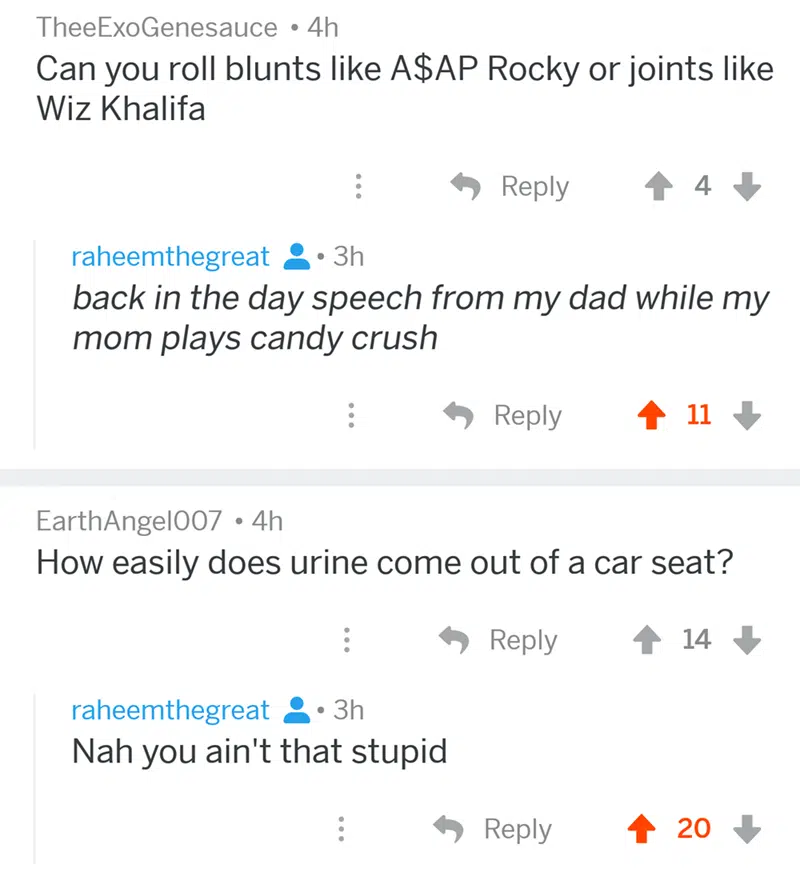 TheeExoGenesauce • 4h
Can you roll blunts like A$AP Rocky or joints like
Wiz Khalifa
Reply 4
raheemthegreat • 3h
back in the day speech from my dad while my
mom plays candy crush
Reply 11
EarthAngel007 • 4h
How easily does urine come out of a car seat?
Reply 14
raheemthegreat • 3h
Nah you ain't that stupid
Reply 20